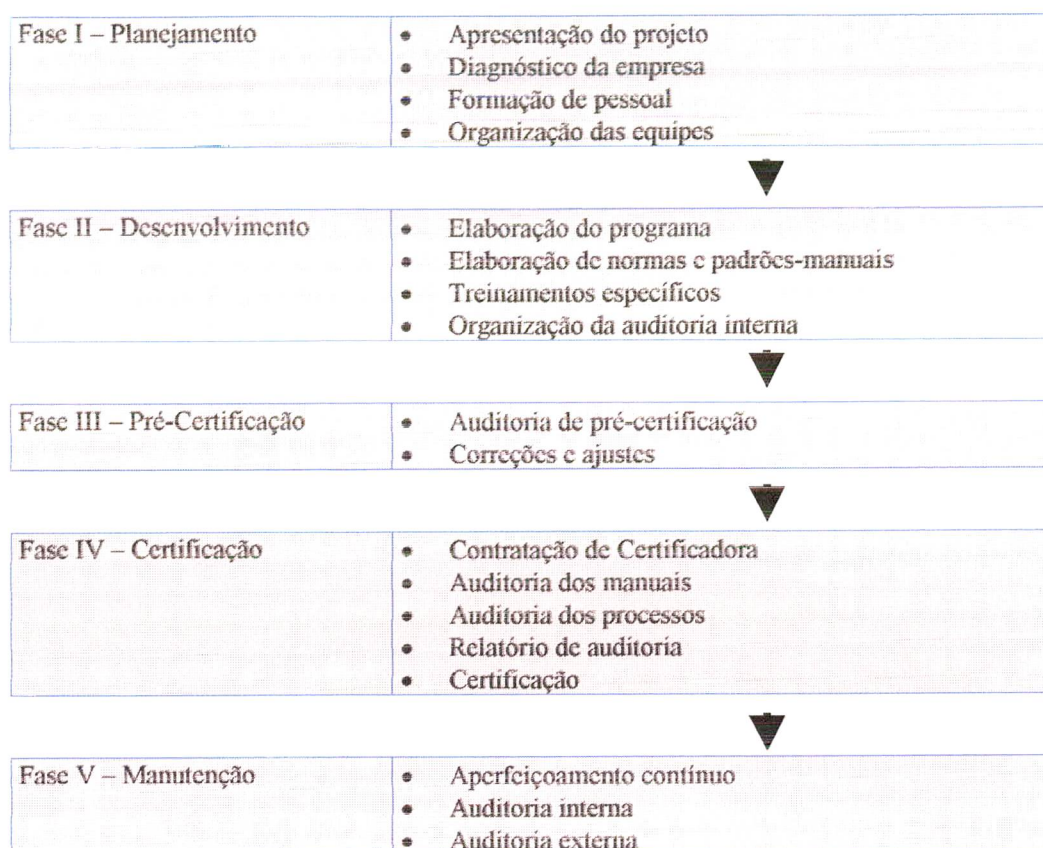 Fase I – Planejamento
• Apresentação do projeto
• Diagnóstico da empresa
• Formação de pessoal
• Organização das equipes
Fase II – Desenvolvimento
• Elaboração do programa
• Elaboração de normas e padrões-manuais
• Treinamentos específicos
• Organização da auditoria interna
Fase III – Pré-Certificação
• Auditoria de pré-certificação
• Correções e ajustes
Fase IV – Certificação
• Contratação de Certificadora
• Auditoria dos manuais
• Auditoria dos processos
• Relatório de auditoria
• Certificação
Fase V – Manutenção
• Aperfeiçoamento contínuo
• Auditoria interna
• Auditoria externa